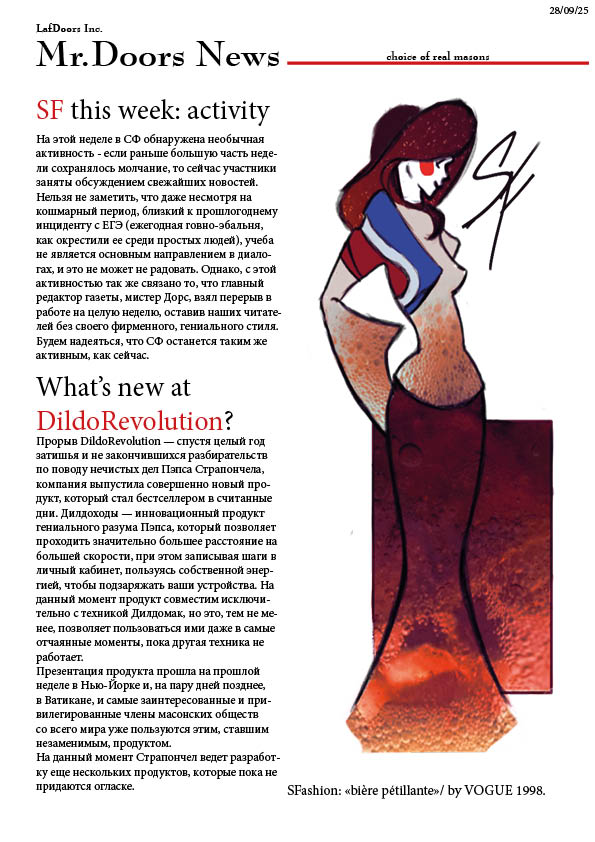 28/09/25
LafDoors Inc.
Mr.Doors News
choice of real masons
SF this week: activity
На этой неделе в СФ обнаружена необычная
активность - если раньше большую часть неде-
ли сохранялось молчание, то сейчас участники
заняты обсуждением свежайших новостей.
Нельзя не заметить, что даже несмотря на
кошмарный период, близкий к прошлогоднему
инциденту с ЕГЭ (ежегодная говно-эбальня,
как окрестили ее среди простых людей), учеба
не является основным направлением в диало-
гах, и это не может не радовать. Однако, с этой
активностью так же связано то, что главный
редактор газеты, мистер Дорс, взял перерыв в
работе на целую неделю, оставив наших читате-
лей без своего фирменного, гениального стиля.
Будем надеяться, что СФ останется таким же
активным, как сейчас.
What's new at
DildoRevolution?
Прорыв DildoRevolution — спустя целый год
затишья и не закончившихся разбирательств
по поводу нечистых дел Пэпса Страпончела,
компания выпустила совершенно новый про-
дукт, который стал бестселлером в считанные
дни. Дилдоходы — инновационный продукт
гениального разума Пэпса, который позволяет
проходить значительно большее расстояние на
большей скорости, при этом записывая шаги в
личный кабинет, пользуясь собственной энер-
гией, чтобы подзаряжать ваши устройства. На
данный момент продукт совместим исключи-
тельно с техникой Дилдомак, но это, тем не ме-
нее, позволяет пользоваться ими даже в самые
отчаянные моменты, пока другая техника не
работает.
Презентация продукта прошла на прошлой
неделе в Нью-Йорке и, на пару дней позднее,
в Ватикане, и самые заинтересованные и при-
вилегированные члены масонских обществ
со всего мира уже пользуются этим, ставшим
незаменимым, продуктом.
На данный момент Страпончел ведет разработ-
ку еще нескольких продуктов, которые пока не
придаются огласке.
SF
SFashion: «bière pétillante»/ by VOGUE 1998.